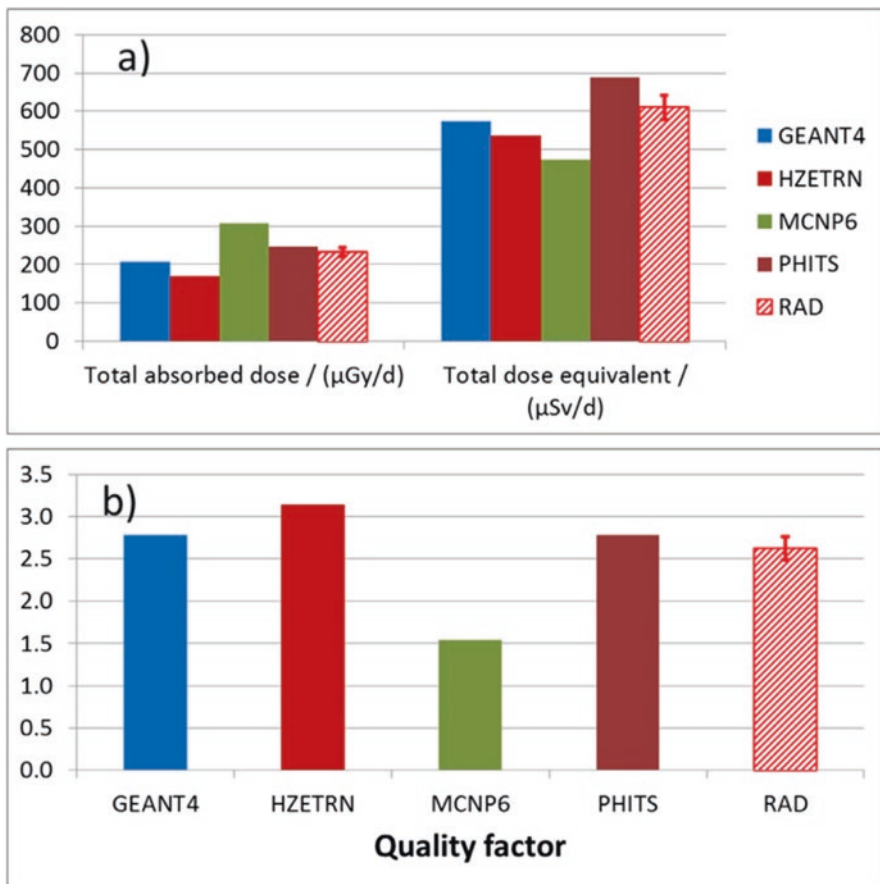 800
700
600
500
400
300
200
100
0
a)
Total absorbed dose / (µGy/d)
Total dose equivalent /
(µSv/d)
GEANT4
HZETRN
MCNP6
PHITS
RAD
3.5
3.0
2.5
2.0
1.5
1.0
0.5
0.0
b)
GEANT4 HZETRN MCNP6 PHITS RAD
Quality factor